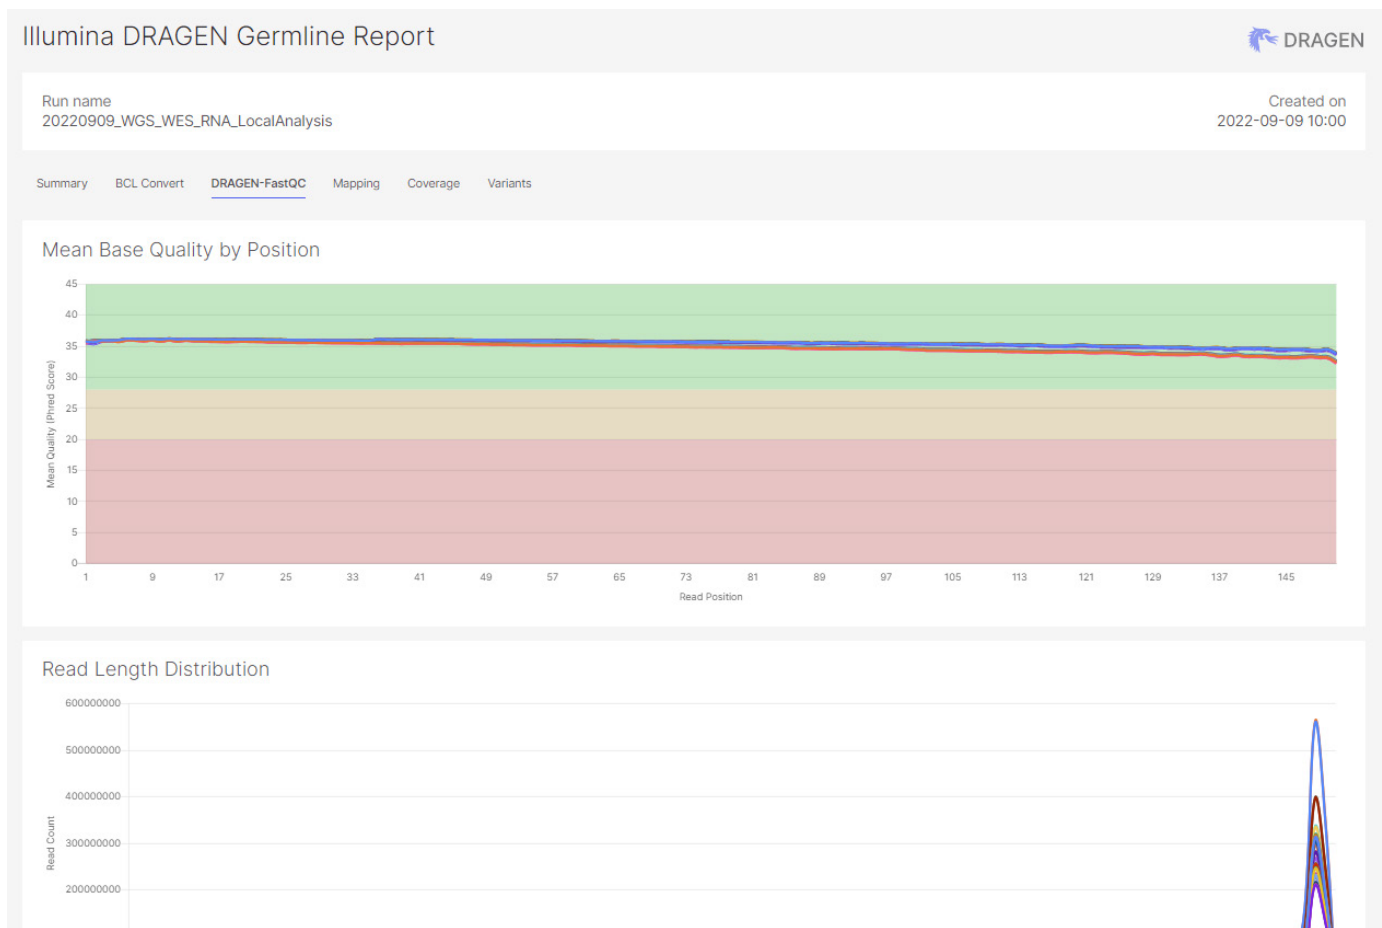 Illumina DRAGEN Germline Report
DRAGEN
Run name
20220909_WGS_WES_RNA_LocalAnalysis
Created on
2022-09-09 10:00
Summary BCL Convert DRAGEN-FastQC Mapping Coverage Variants
Mean Base Quality by Position
Mean Quality (Phred Score)
45
40
35
30
25
20
15
10
5
0
1 9 17 25 33 41 49 57 65 73 81 89 97 105 113 121 129 137 145
Read Position
Read Length Distribution
Read Count
600000000
500000000
400000000
300000000
200000000